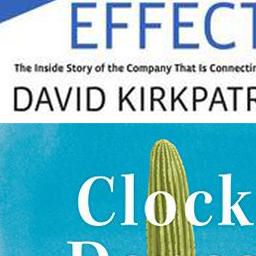 EFFECT
The Inside Story of the Company That Is Connectin
DAVID KIRKPATR
Clock